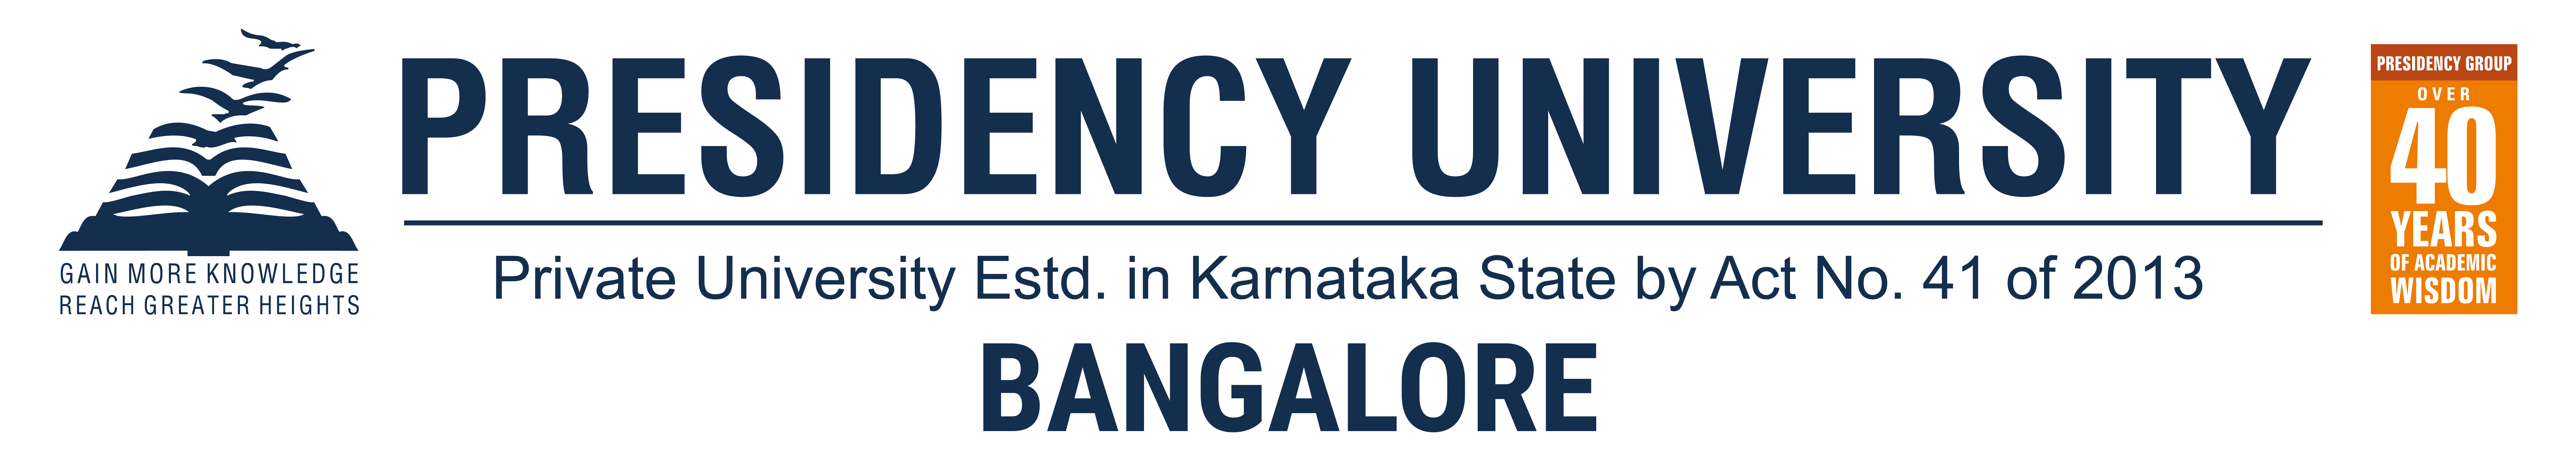 GAIN MORE KNOWLEDGE
REACH GREATER HEIGHTS
PRESIDENCY UNIVERSITY
Private University Estd. in Karnataka State by Act No. 41 of 2013
BANGALORE
PRESIDENCY GROUP
OVER
40
YEARS
OF ACADEMIC
WISDOM